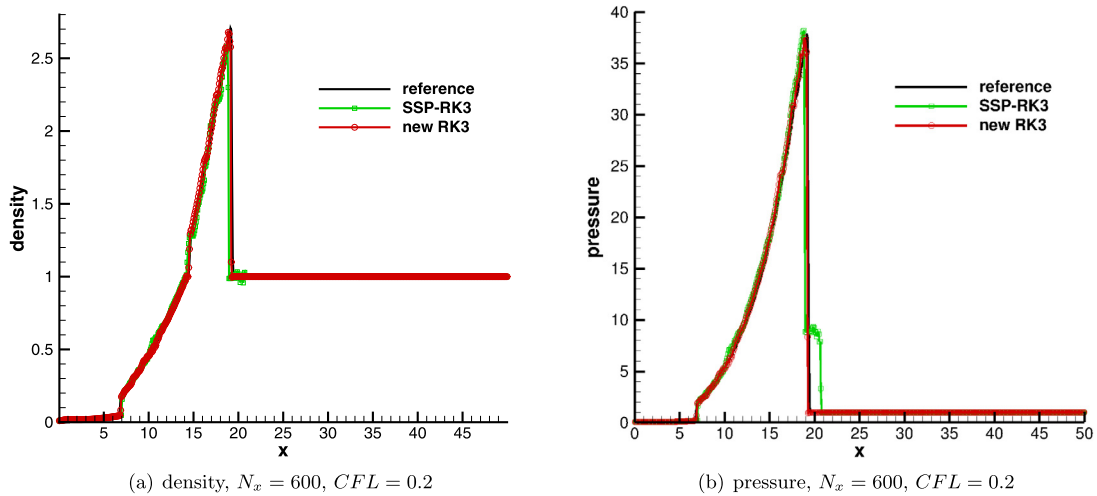 2.5
2
1.5
1
0.5
0
density
reference
SSP-RK3
new RK3
5 10 15 20 25 30 35 40 45
x
(a) density, N_x = 600, CFL = 0.2
40
35
30
25
20
15
10
5
0
pressure
reference
SSP-RK3
new RK3
0 5 10 15 20 25 30 35 40 45 50
x
(b) pressure, N_x = 600, CFL = 0.2